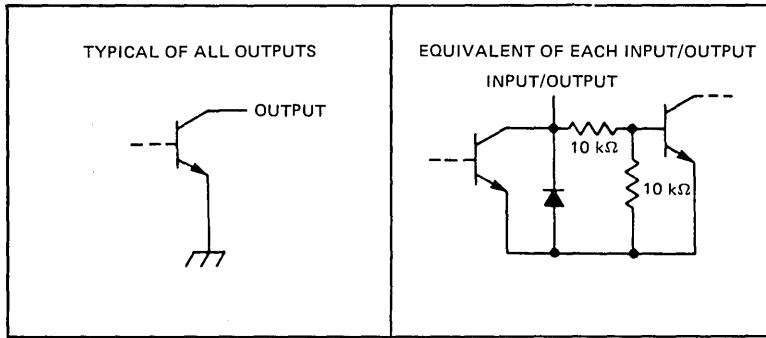 TYPICAL OF ALL OUTPUTS
OUTPUT
EQUIVALENT OF EACH INPUT/OUTPUT
INPUT/OUTPUT
10 kΩ
10 kΩ